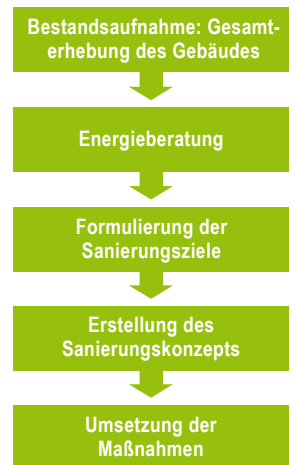 Bestandsaufnahme: Gesamt-
erhebung des Gebäudes
Energieberatung
Formulierung der
Sanierungsziele
Erstellung des
Sanierungskonzepts
Umsetzung der
Maßnahmen